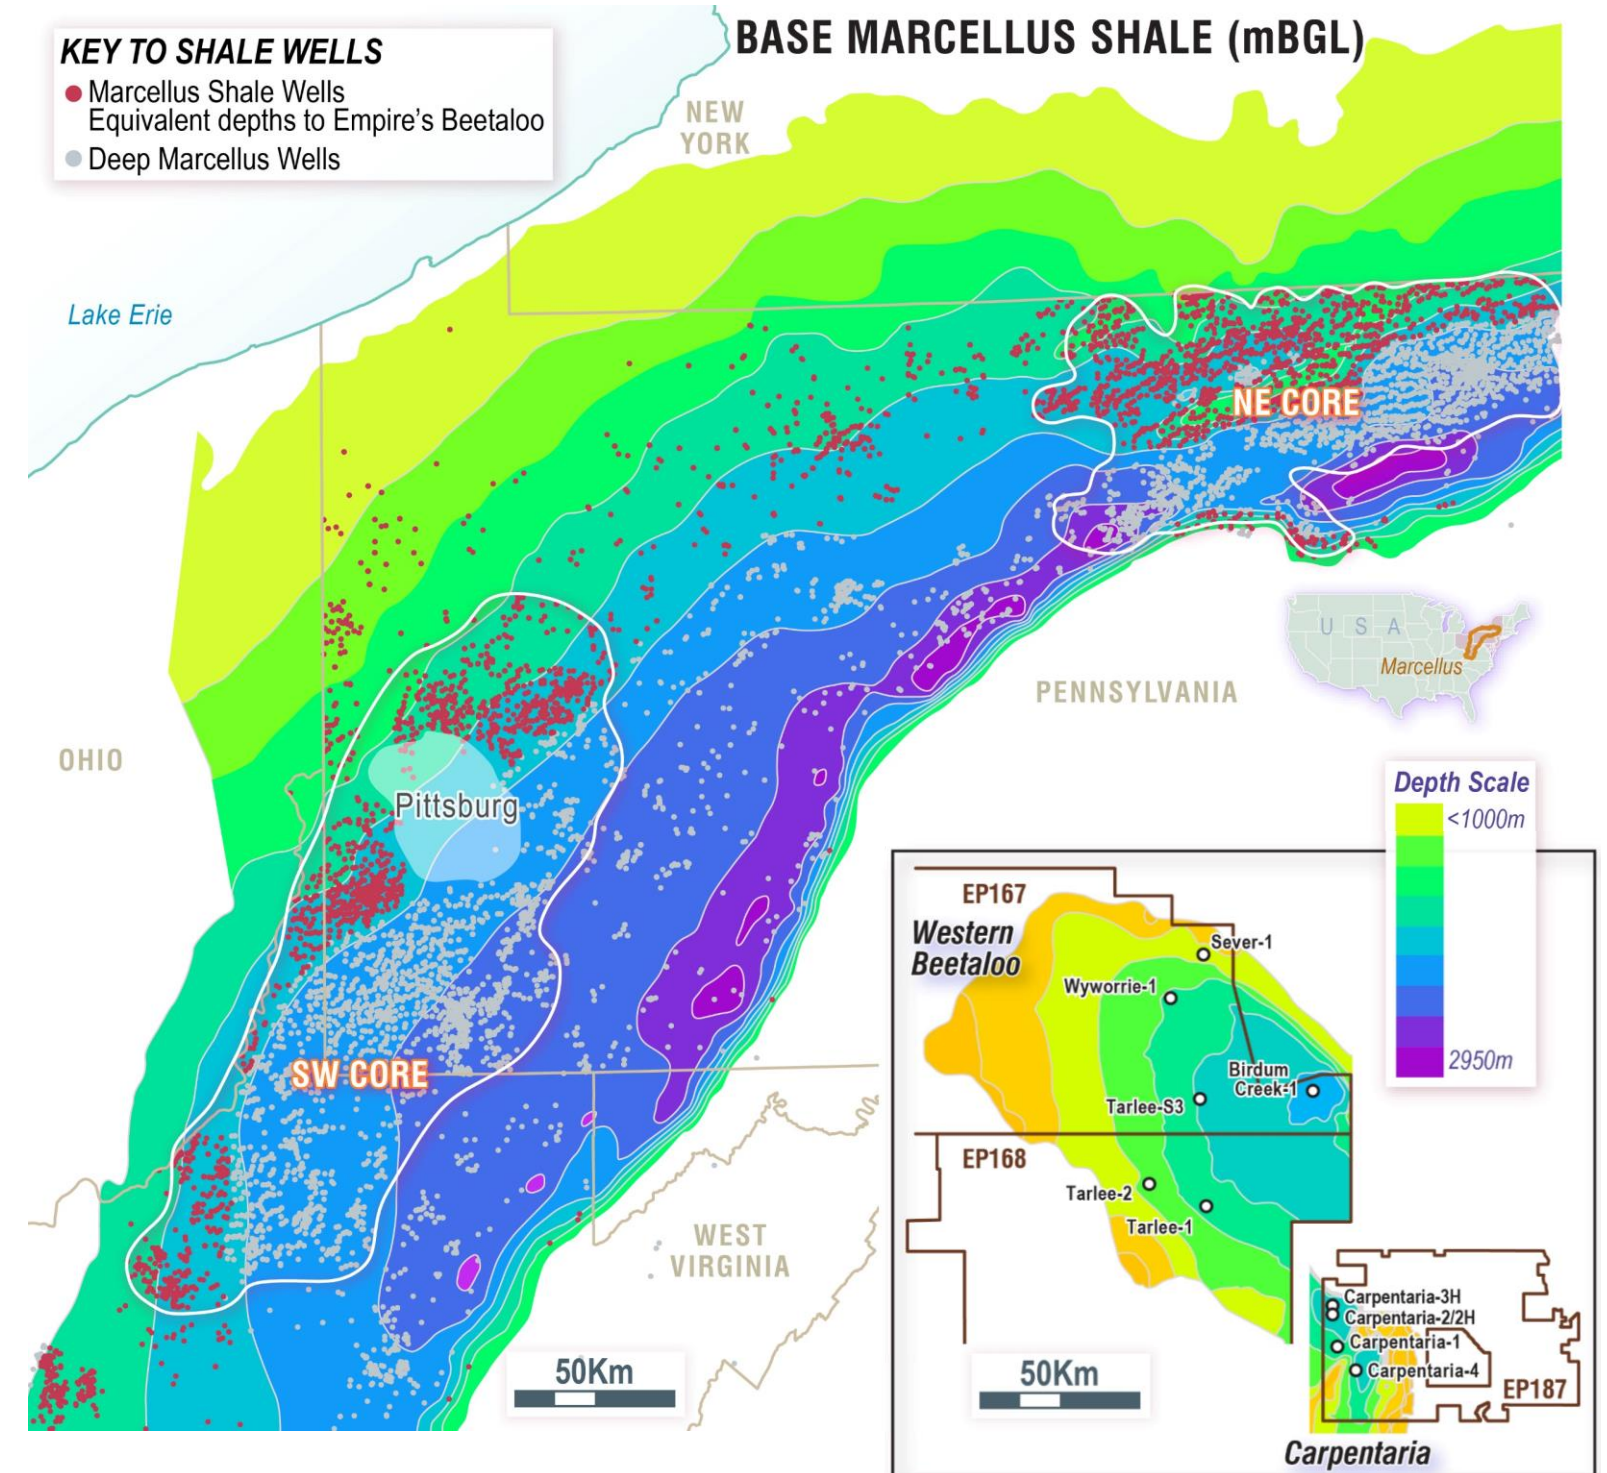 BASE MARCELLUS SHALE (mBGL)
KEY TO SHALE WELLS
Marcellus Shale Wells
Equivalent depths to Empire's Beetaloo
Deep Marcellus Wells
NEW
YORK
Lake Erie
NE CORE
U S A
Marcellus
PENNSYLVANIA
OHIO
Pittsburg
Depth Scale
<1000m
2950m
SW CORE
WEST
VIRGINIA
50Km
EP167
Western
Beetaloo
Sever-1
Wyworrie-1
Birdum
Creek-1
Tarlee-S3
EP168
Tarlee-2
Tarlee-1
Carpentaria-3H
Carpentaria-2/2H
Carpentaria-1
Carpentaria-4
EP187
50Km
Carpentaria